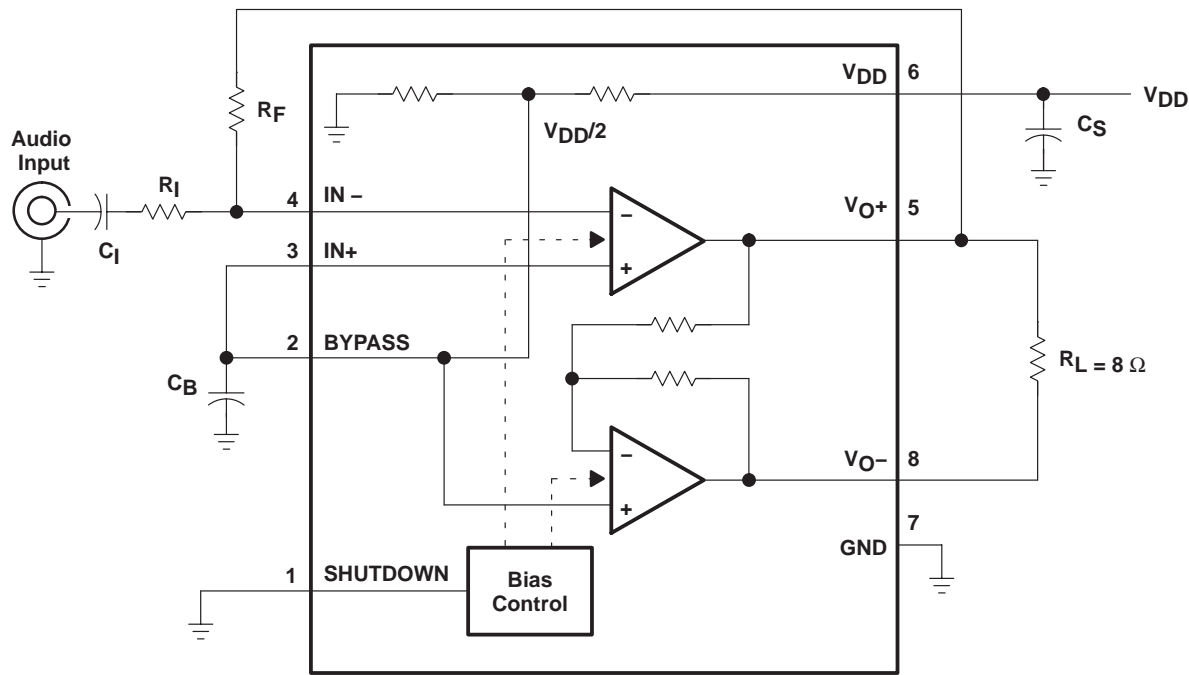 VDD 6
VDD
RF
VDD/2
CS
Audio
Input
RI
CI
4 IN –
–
+
VO+ 5
3 IN+
2 BYPASS
CB
RL = 8 Ω
–
+
VO– 8
7
GND
1 SHUTDOWN
Bias
Control